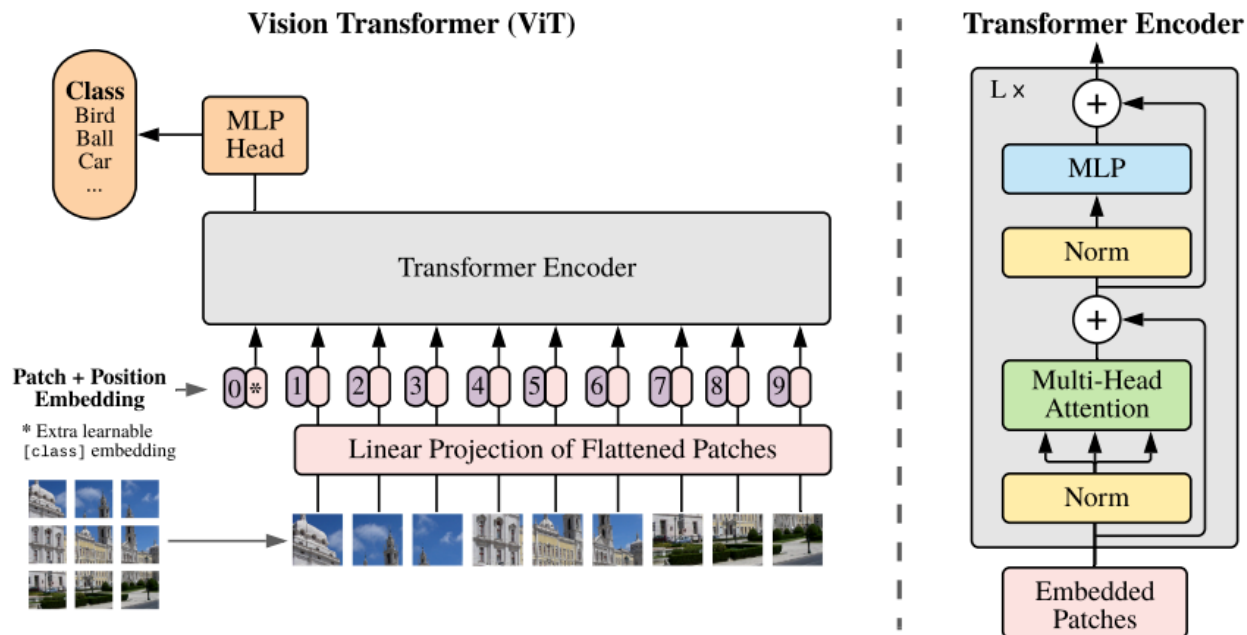 Vision Transformer (ViT)
Class
Bird
Ball
Car
...
MLP
Head
Transformer Encoder
Patch + Position
Embedding
* Extra learnable
[class] embedding
0 * 1 2 3 4 5 6 7 8 9
Linear Projection of Flattened Patches
Transformer Encoder
L ×
+
MLP
Norm
+
Multi-Head
Attention
Norm
Embedded
Patches